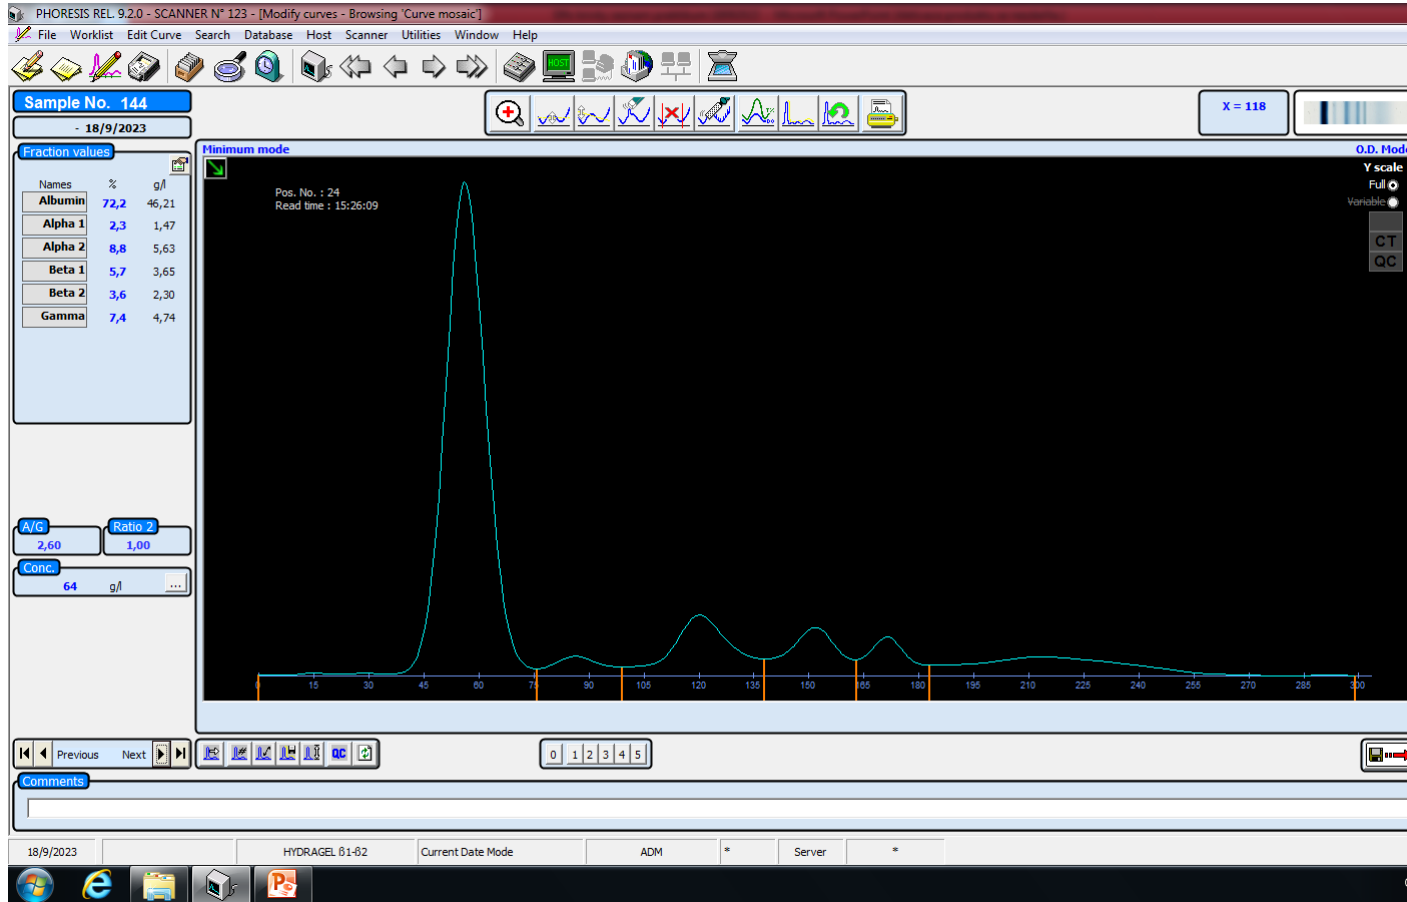 PHORESIS REL. 9.2.0 - SCANNER N° 123 - [Modify curves - Browsing 'Curve mosaic']
File Worklist Edit Curve Search Database Host Scanner Utilities Window Help
HOST
Sample No. 144
- 18/9/2023
X = 118
Fraction values
Names % g/l
Albumin 72,2 46,21
Alpha 1 2,3 1,47
Alpha 2 8,8 5,63
Beta 1 5,7 3,65
Beta 2 3,6 2,30
Gamma 7,4 4,74
Minimum mode
O.D. Mode
Pos. No. : 24
Read time : 15:26:09
Y scale
Full
Variable
CT
QC
0 15 30 45 60 75 90 105 120 135 150 165 180 195 210 225 240 255 270 285 300
A/G
2,60
Ratio 2
1,00
Conc.
64 g/l ...
Previous Next
QC
0 1 2 3 4 5
Comments
18/9/2023 HYDRAGEL ß1-ß2 Current Date Mode ADM * Server *